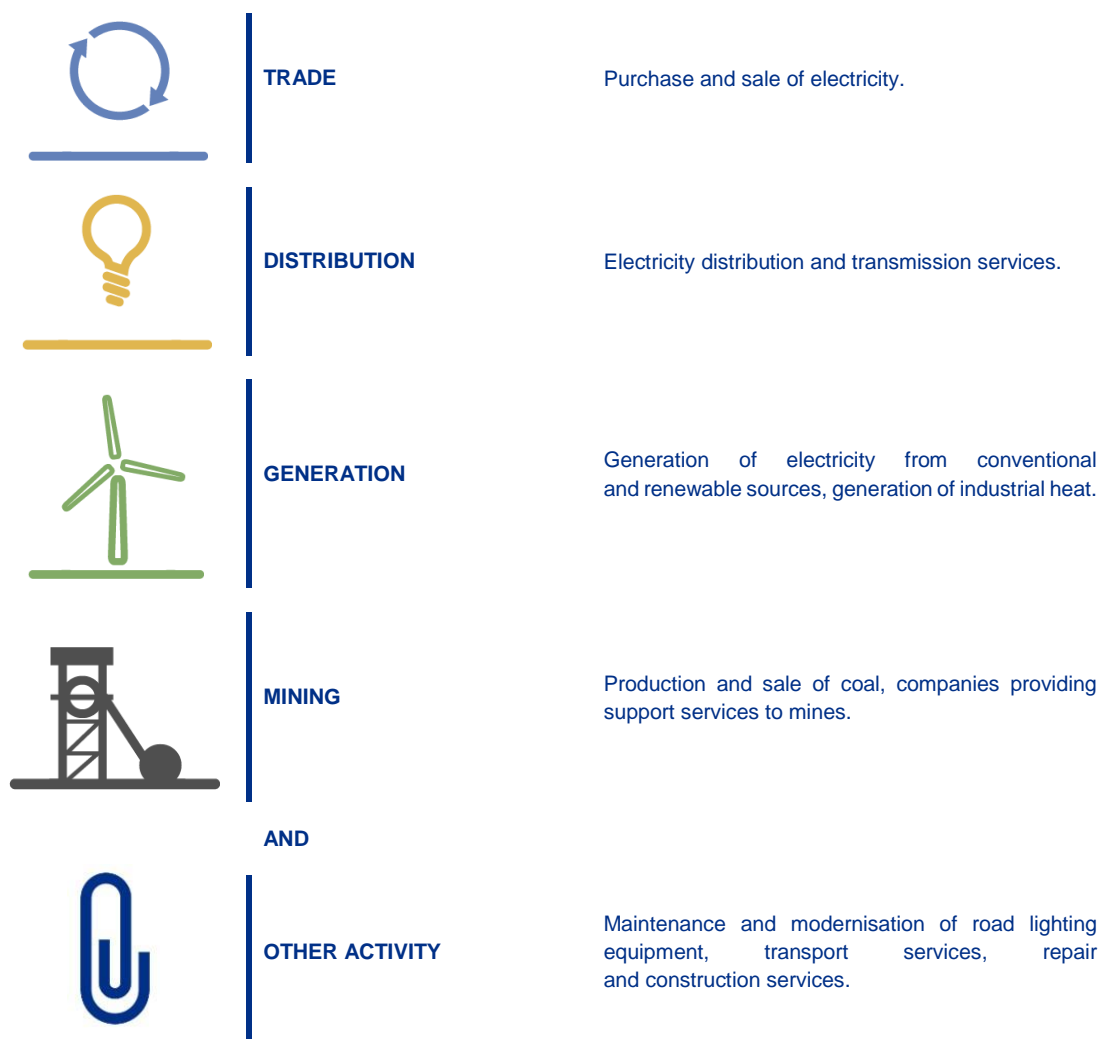 TRADE
Purchase and sale of electricity.
DISTRIBUTION
Electricity distribution and transmission services.
GENERATION
Generation of electricity from conventional
and renewable sources, generation of industrial heat.
MINING
Production and sale of coal, companies providing
support services to mines.
AND
OTHER ACTIVITY
Maintenance and modernisation of road lighting
equipment, transport services, repair
and construction services.